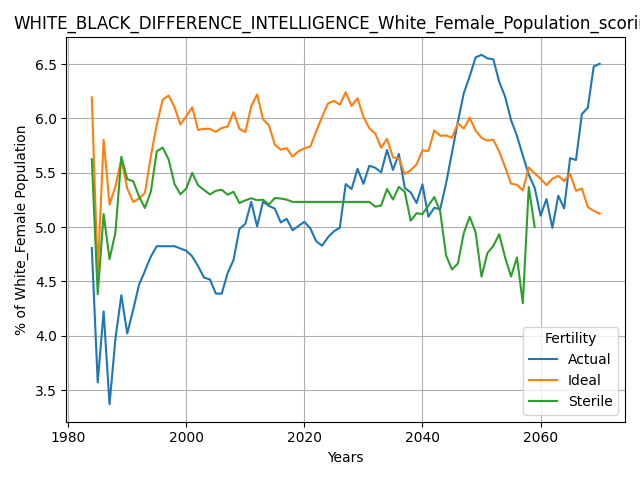 WHITE_BLACK_DIFFERENCE_INTELLIGENCE_White_Female_Population_scori
% of White_Female Population
6.5
6.0
5.5
5.0
4.5
4.0
3.5
Fertility
Actual
Ideal
Sterile
1980
2000
2020
2040
2060
Years